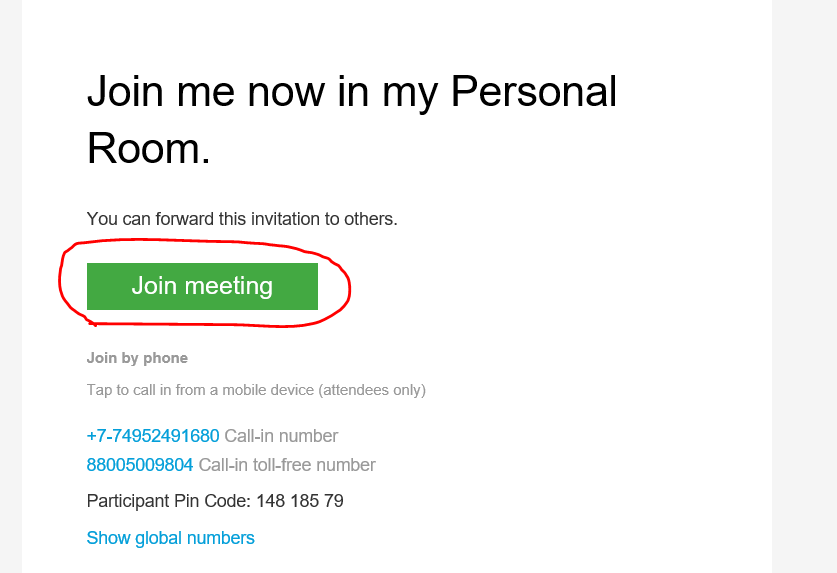 Join me now in my Personal
Room.
You can forward this invitation to others.
Join meeting
Join by phone
Tap to call in from a mobile device (attendees only)
+7-74952491680 Call-in number
88005009804 Call-in toll-free number
Participant Pin Code: 148 185 79
Show global numbers